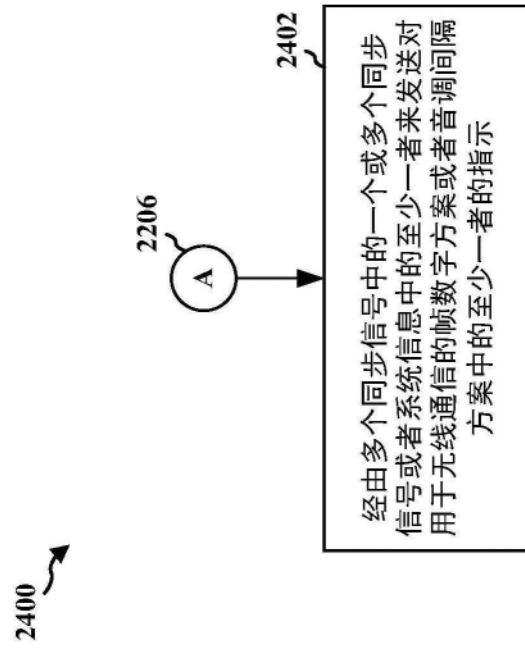 2400
2206
A
2402
经由多个同步信号中的一个或多个同步
信号或者系统信息中的至少一者来发送对
用于无线通信的帧数字方案或者音调间隔
方案中的至少一者的指示